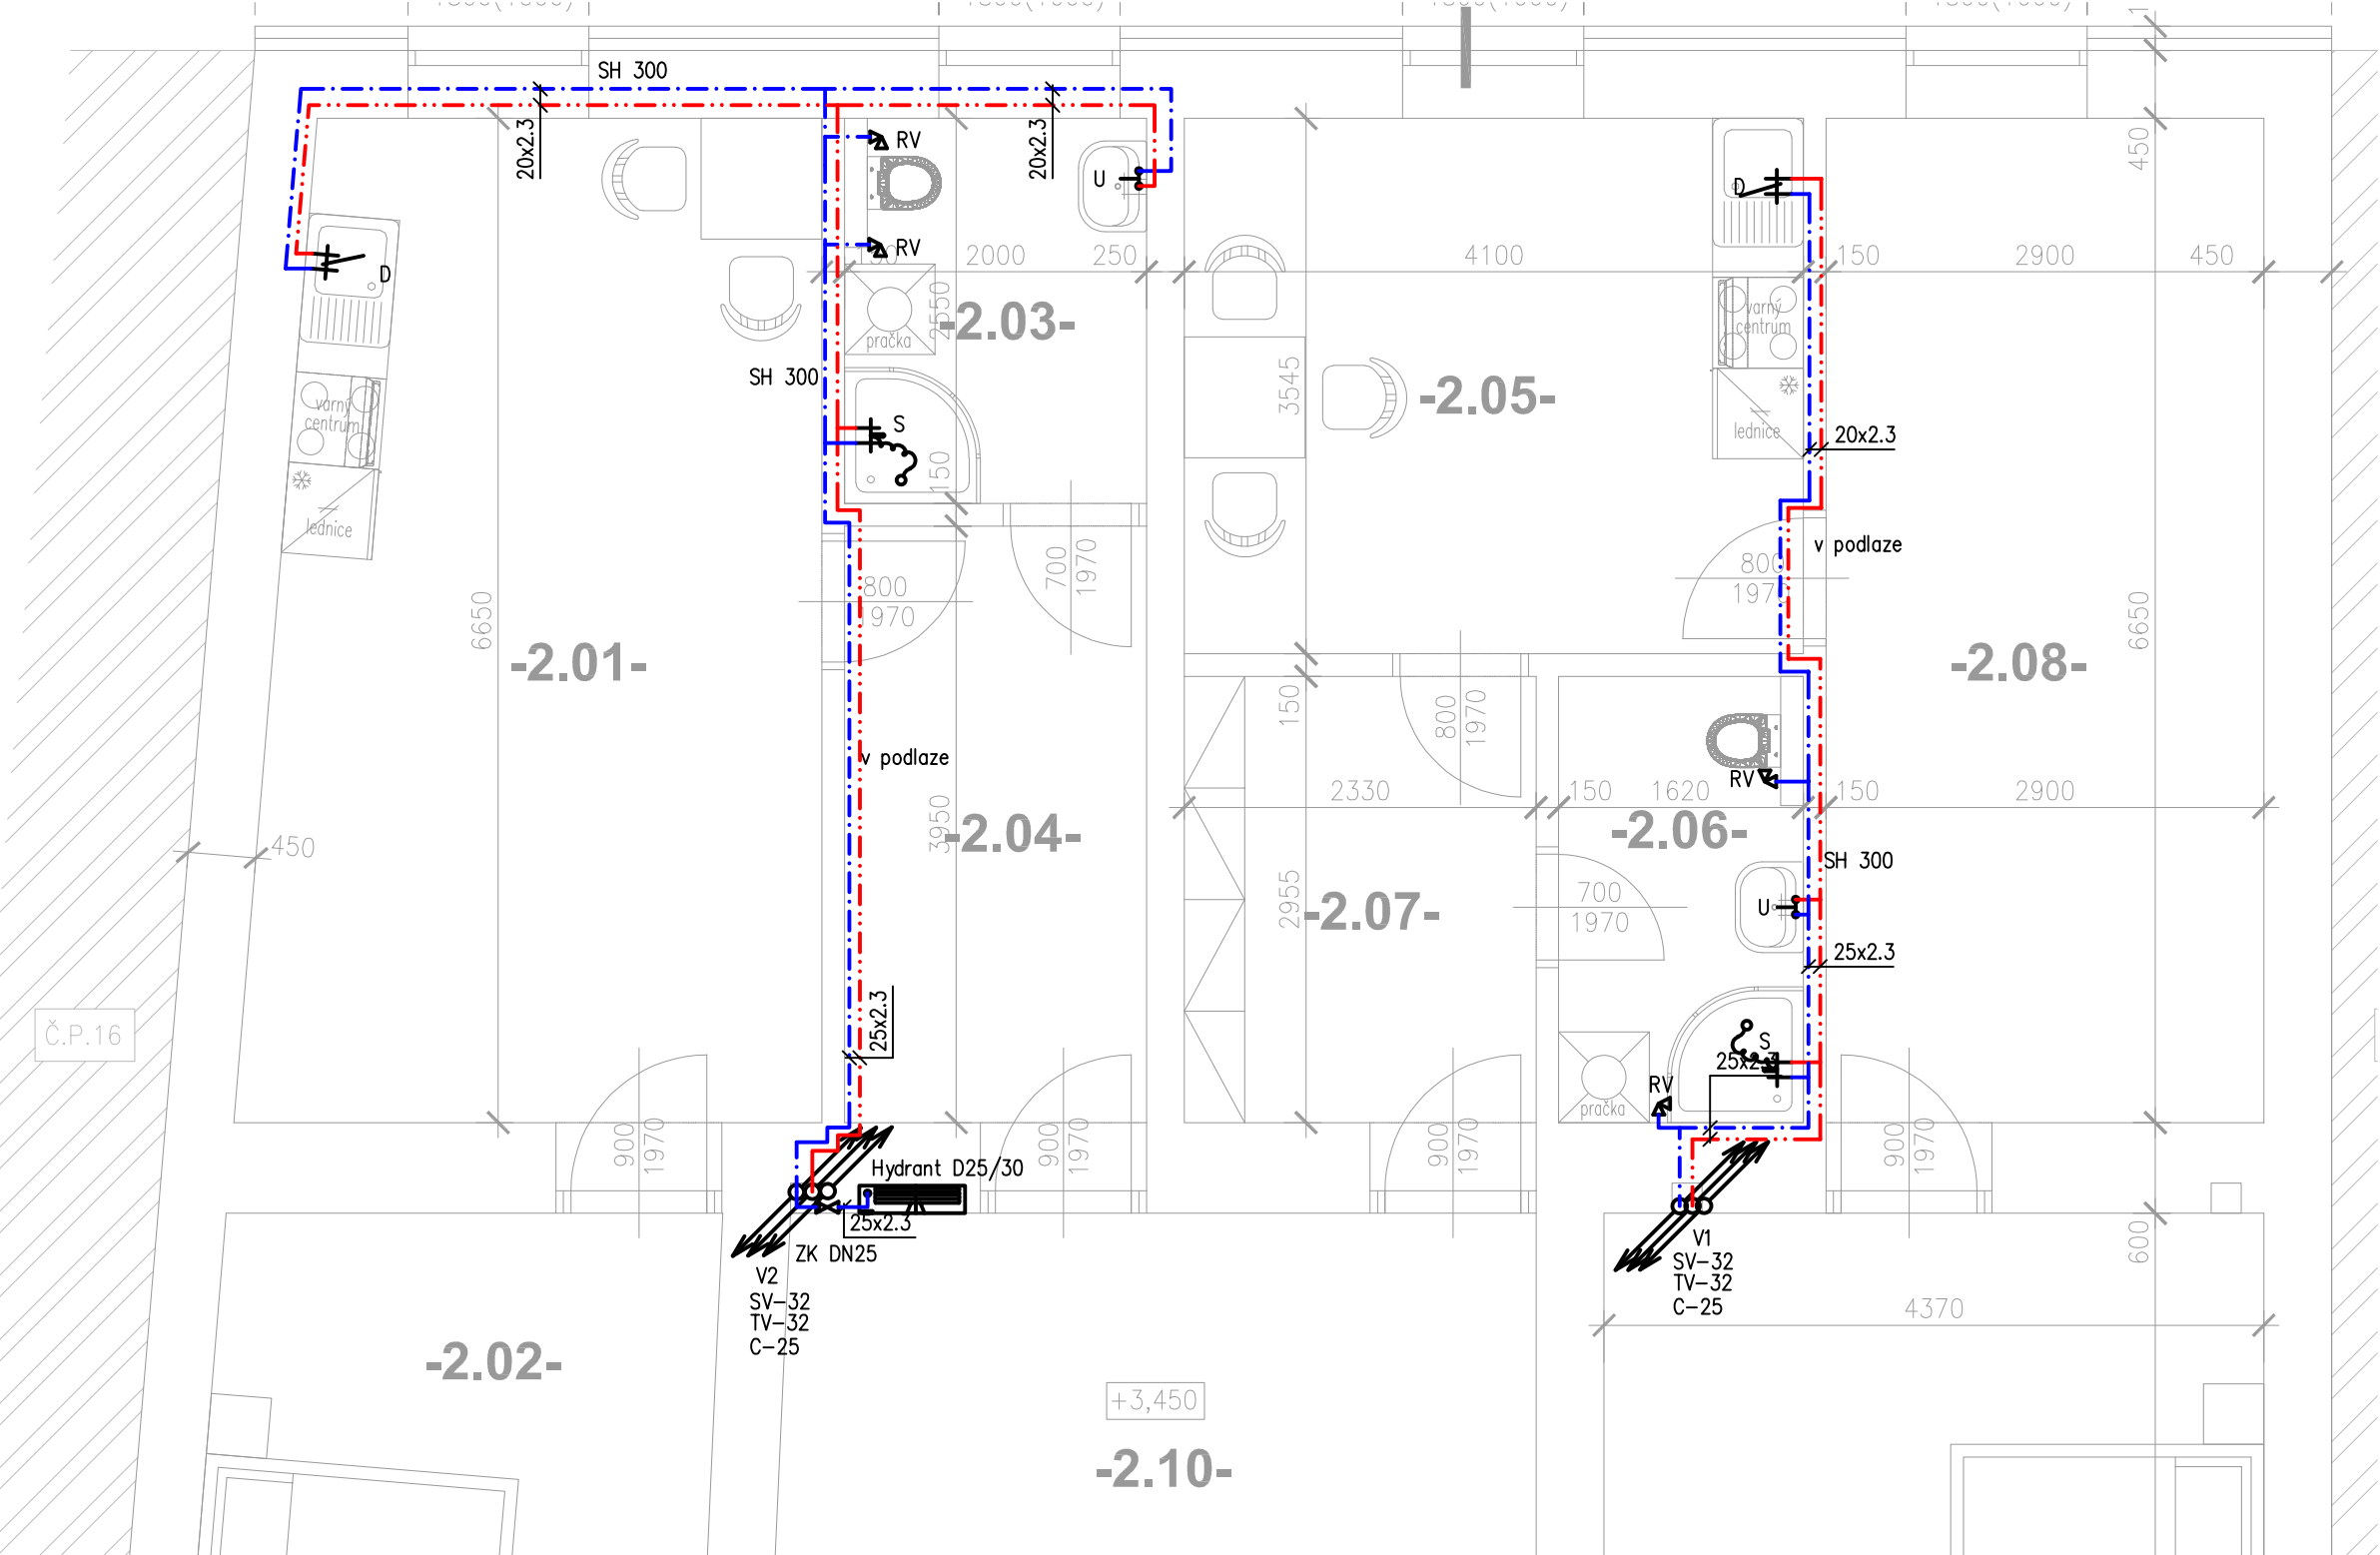 SH 300
20x2.3
20x2.3
RV
U
D
450
RV
2000
250
4100
150
2900
450
D
2550
-2.03-
pračka
varný
centrum
SH 300
3545
-2.05-
lednice
20x2.3
varný
centrum
S
150
lednice
v podlaze
800
1970
700
1970
800
6650
-2.01-
6650
-2.08-
150
800
1970
v podlaze
RV
2330
150
1620
150
2900
3950
-2.04-
-2.06-
450
SH 300
2955
-2.07-
700
1970
U
25x2.3
25x2.3
Č.P.16
S
RV
pračka
900
1970
900
1970
900
1970
900
1970
Hydrant D25/30
25x2.3
ZK DN25
V2
SV-32
TV-32
C-25
V1
SV-32
TV-32
C-25
600
4370
-2.02-
+3,450
-2.10-